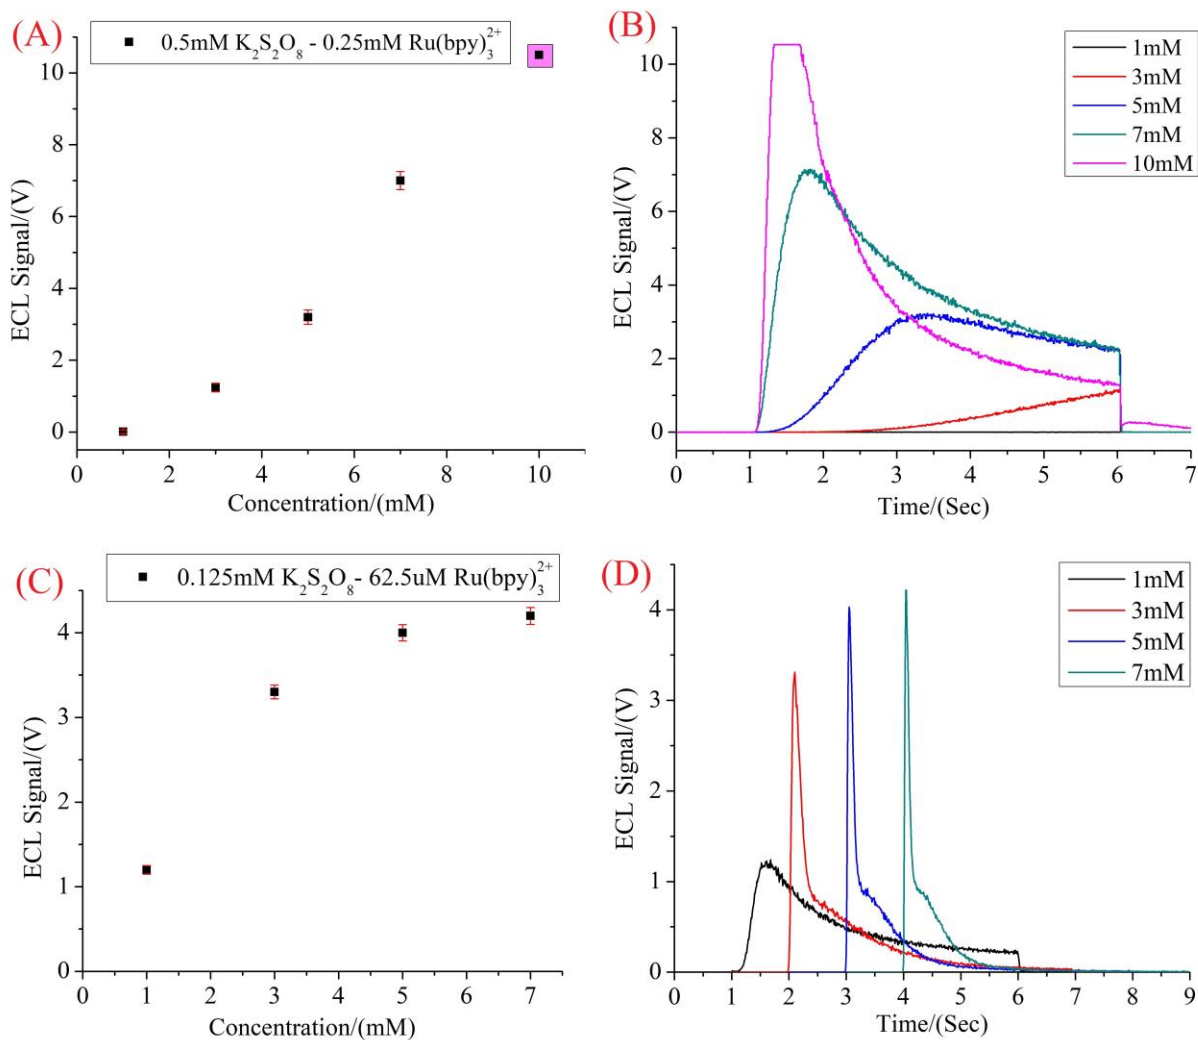 (A)
0.5mM K₂S₂O₈ - 0.25mM Ru(bpy)₃²⁺
10
8
6
4
2
0
ECL Signal/(V)
0 2 4 6 8 10
Concentration/(mM)
(B)
1mM
3mM
5mM
7mM
10mM
10
8
6
4
2
0
ECL Signal/(V)
0 1 2 3 4 5 6 7
Time/(Sec)
(C)
0.125mM K₂S₂O₈- 62.5uM Ru(bpy)₃²⁺
4
3
2
1
0
ECL Signal/(V)
0 1 2 3 4 5 6 7
Concentration/(mM)
(D)
1mM
3mM
5mM
7mM
4
3
2
1
0
ECL Signal/(V)
0 1 2 3 4 5 6 7 8 9
Time/(Sec)